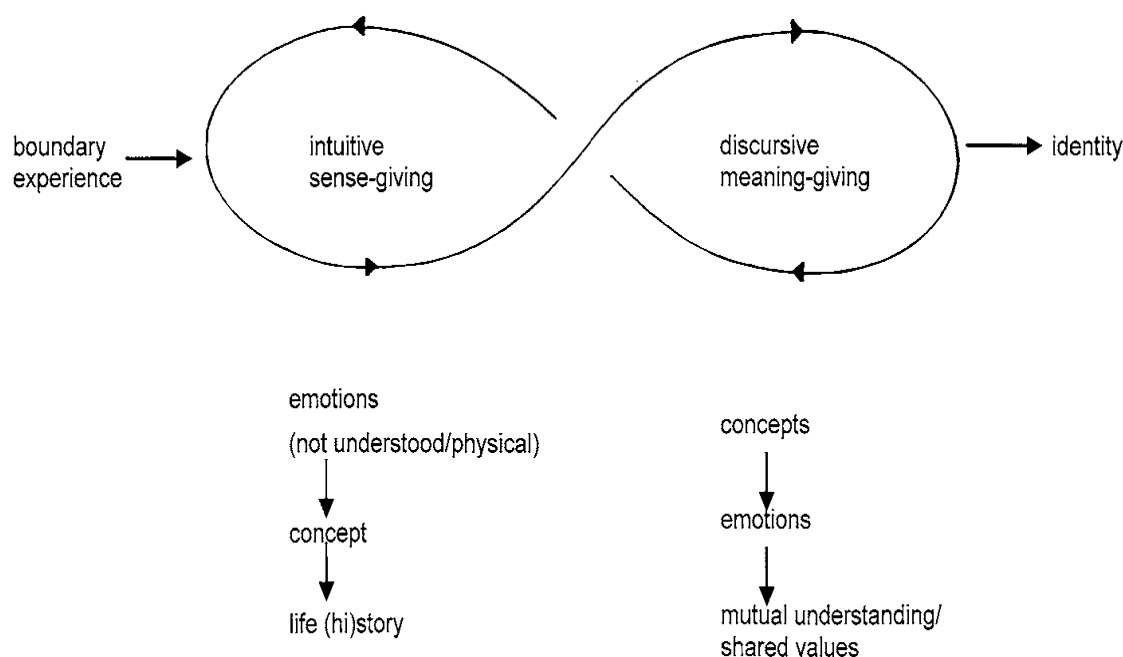 boundary
experience
intuitive
sense-giving
discursive
meaning-giving
identity
emotions
(not understood/physical)
concept
life (hi)story
concepts
emotions
mutual understanding/
shared values